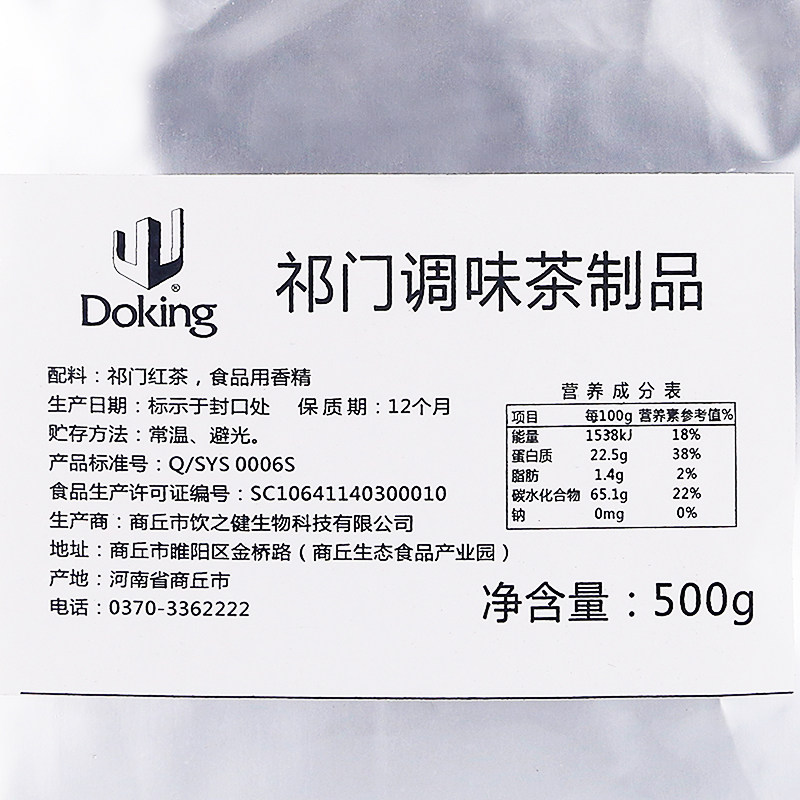 Doking®
祁门调味茶制品
配料：祁门红茶，食品用香精
生产日期：标示于封口处 保质期：12个月
贮存方法：常温、避光。
产品标准号：Q/SYS 0006S
食品生产许可证编号：SC10641140300010
生产商：商丘市饮之健生物科技有限公司
地址：商丘市睢阳区金桥路（商丘生态食品产业园）
产地：河南省商丘市
电话：0370-3362222
营养成分表
项目 每100g 营养素参考值%
能量 1538kJ 18%
蛋白质 22.5g 38%
脂肪 1.4g 2%
碳水化合物 65.1g 22%
钠 0mg 0%
净含量：500g